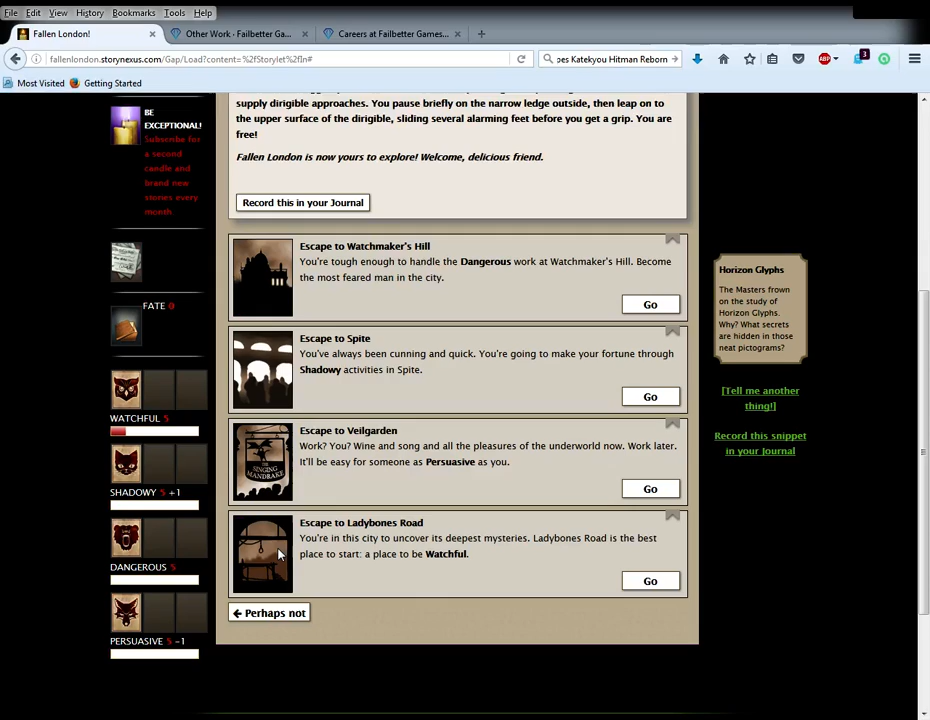 File Edit View History Bookmarks Tools Help
Fallen London! × Other Work · Failbetter Ga... × Careers at Failbetter Games... × +
fallenlondon.storynexus.com/Gap/Load?content=%2fStorylet%2fIn# pes Katekyou Hitman Reborn ABP 3
Most Visited Getting Started
BE
EXCEPTIONAL!
Subscribe for
a second
candle and
brand new
stories every
month
FATE 0
WATCHFUL 5
SHADOWY 5 +1
DANGEROUS 5
PERSUASIVE 5 -1
supply dirigible approaches. You pause briefly on the narrow ledge outside, then leap on to
the upper surface of the dirigible, sliding several alarming feet before you get a grip. You are
free!
Fallen London is now yours to explore! Welcome, delicious friend.
Record this in your Journal
Escape to Watchmaker's Hill
You're tough enough to handle the Dangerous work at Watchmaker's Hill. Become
the most feared man in the city.
Go
Escape to Spite
You've always been cunning and quick. You're going to make your fortune through
Shadowy activities in Spite.
Go
THE
SINGING
MANDRAKE
Escape to Veilgarden
Work? You? Wine and song and all the pleasures of the underworld now. Work later.
It'll be easy for someone as Persuasive as you.
Go
Escape to Ladybones Road
You're in this city to uncover its deepest mysteries. Ladybones Road is the best
place to start: a place to be Watchful.
Go
Perhaps not
Horizon Glyphs
The Masters frown
on the study of
Horizon Glyphs.
Why? What secrets
are hidden in those
neat pictograms?
[Tell me another
thing!]
Record this snippet
in your Journal